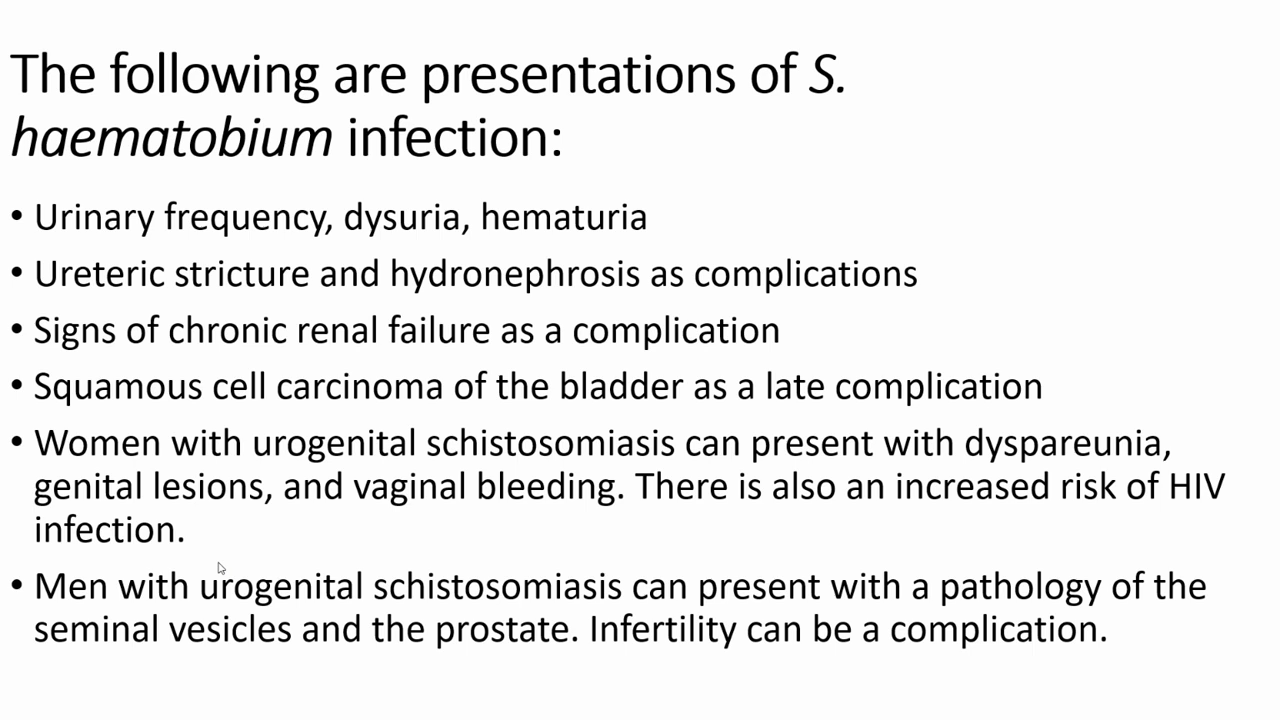 The following are presentations of S.
haematobium infection:
• Urinary frequency, dysuria, hematuria
• Ureteric stricture and hydronephrosis as complications
• Signs of chronic renal failure as a complication
• Squamous cell carcinoma of the bladder as a late complication
• Women with urogenital schistosomiasis can present with dyspareunia,
genital lesions, and vaginal bleeding. There is also an increased risk of HIV
infection.
• Men with urogenital schistosomiasis can present with a pathology of the
seminal vesicles and the prostate. Infertility can be a complication.